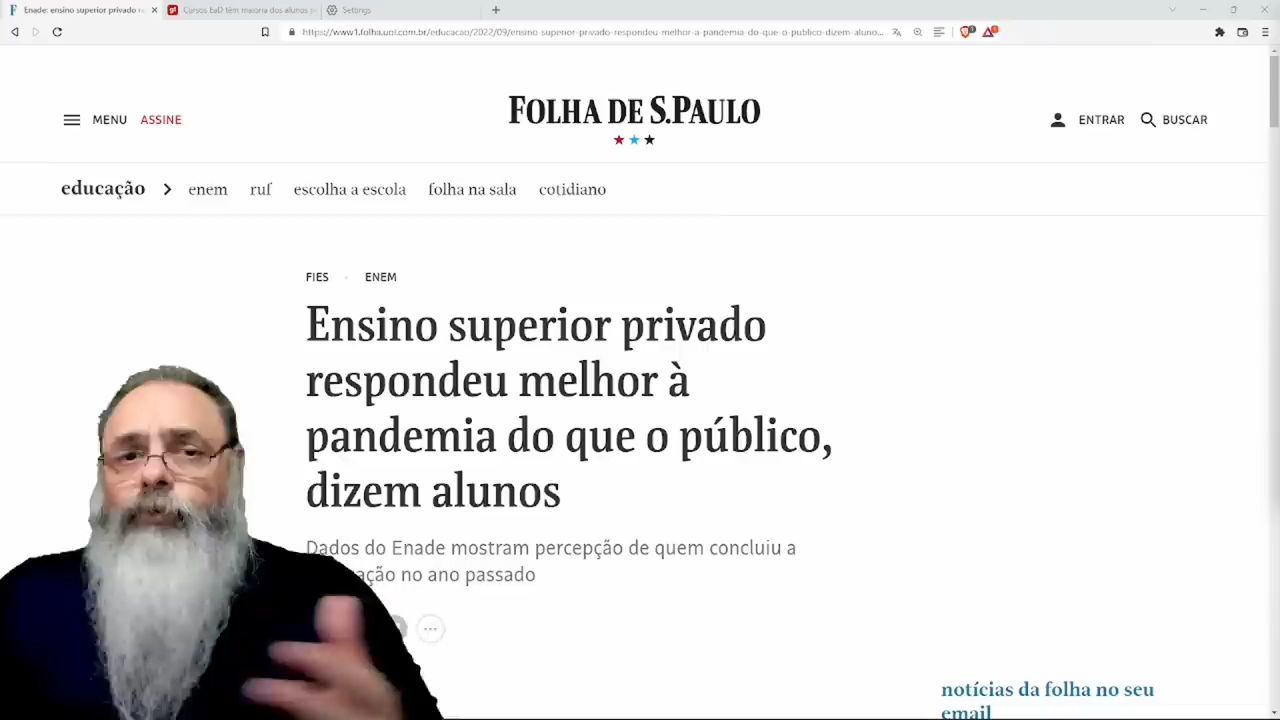 Enade: ensino superior privado re
Cursos EaD têm maioria dos alunos p
Settings
https://www1.folha.uol.com.br/educacao/2022/09/ensino-superior-privado-respondeu-melhor-a-pandemia-do-que-o-publico-dizem-aluno...
MENU ASSINE
FOLHA DE S.PAULO
ENTRAR BUSCAR
educação enem ruf escolha a escola folha na sala cotidiano
FIES ENEM
Ensino superior privado
respondeu melhor à
pandemia do que o público,
dizem alunos
Dados do Enade mostram percepção de quem concluiu a
no ano passado
notícias da folha no seu
email